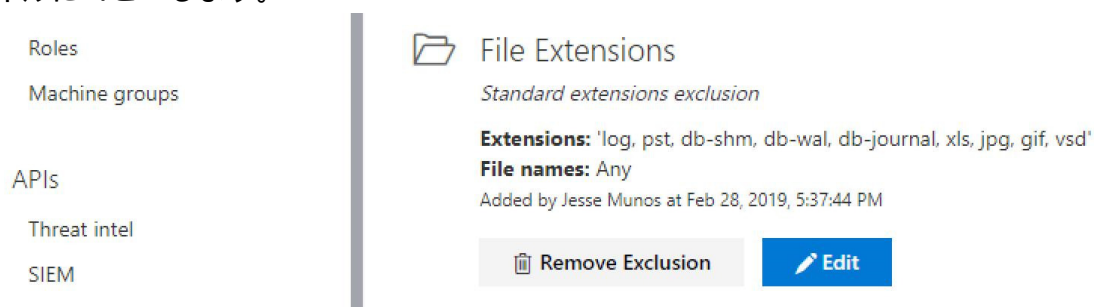 Roles
Machine groups
APIs
Threat intel
SIEM
File Extensions
Standard extensions exclusion
Extensions: 'log, pst, db-shm, db-wal, db-journal, xls, jpg, gif, vsd'
File names: Any
Added by Jesse Munos at Feb 28, 2019, 5:37:44 PM
Remove Exclusion
Edit